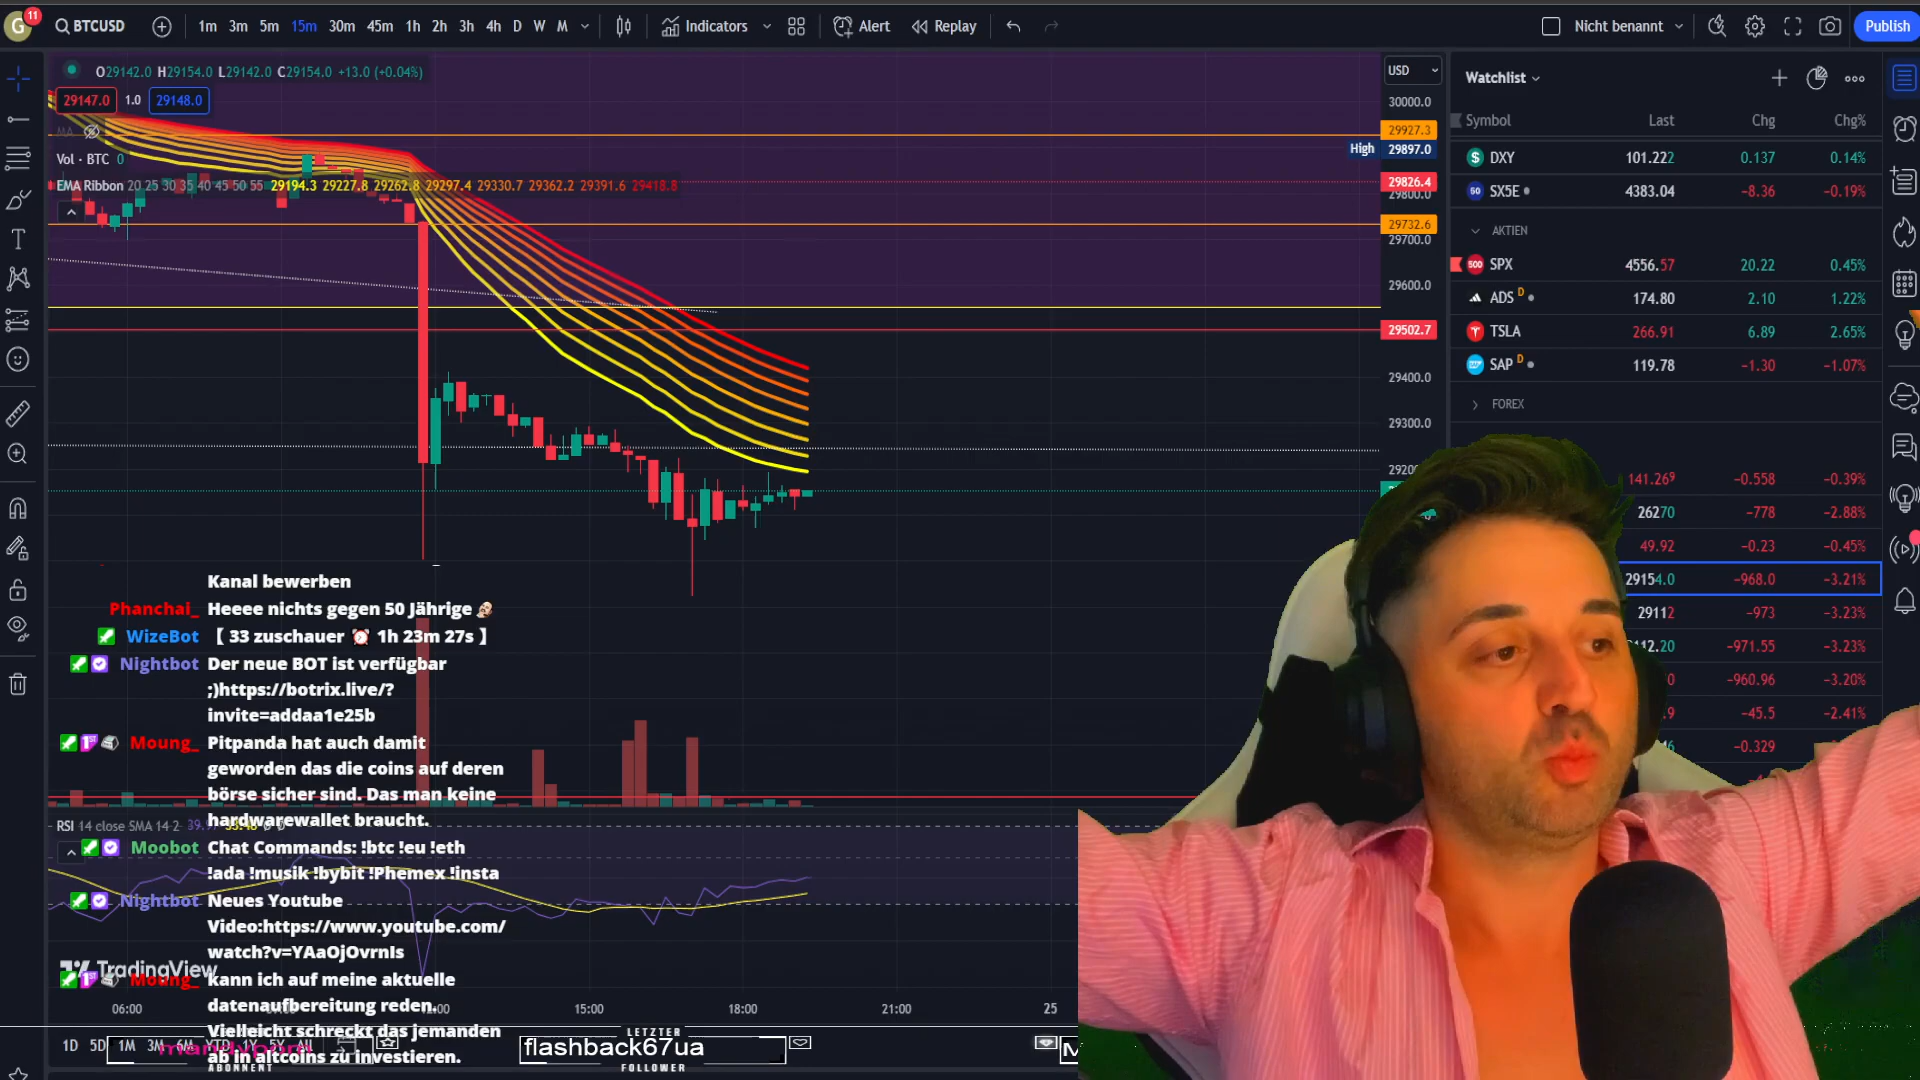 G 11 BTCUSD 1m 3m 5m 15m 30m 45m 1h 2h 3h 4h D W M Indicators Alert Replay Nicht benannt Publish
O29142.0 H29154.0 L29142.0 C29154.0 +13.0 (+0.04%)
29147.0 1.0 29148.0
MA
Vol · BTC 0
EMA Ribbon 20 25 30 35 40 45 50 55 29194.3 29227.8 29262.8 29297.4 29330.7 29362.2 29391.6 29418.8
USD
30000.0
29927.3
High 29897.0
29826.4
29800.0
29732.6
29700.0
29600.0
29502.7
29400.0
29300.0
Watchlist
Symbol Last Chg Chg%
DXY 101.222 0.137 0.14%
50 SX5E 4383.04 -8.36 -0.19%
AKTIEN
500 SPX 4556.57 20.22 0.45%
ADS D 174.80 2.10 1.22%
TSLA 266.91 6.89 2.65%
SAP D 119.78 -1.30 -1.07%
FOREX
141.269 -0.558 -0.39%
26270 -778 -2.88%
49.92 -0.23 -0.45%
29154.0 -968.0 -3.21%
29112 -973 -3.23%
-971.55 -3.23%
-960.96 -3.20%
-45.5 -2.41%
-0.329
Kanal bewerben
Phanchai_ Heeee nichts gegen 50 Jährige
WizeBot 【 33 zuschauer ⏰ 1h 23m 27s 】
Nightbot Der neue BOT ist verfügbar
;)https://botrix.live/?
invite=addaa1e25b
Moung_ Pitpanda hat auch damit
geworden das die coins auf deren
börse sicher sind. Das man keine
hardwarewallet braucht.
RSI 14 close SMA 14 2
Moobot Chat Commands: !btc !eu !eth
!ada !musik !bybit !Phemex !insta
Nightbot Neues Youtube
Video:https://www.youtube.com/
watch?v=YAaOjOvrnIs
TradingView
Moung_ kann ich auf meine aktuelle
datenaufbereitung reden.
Vielleicht schreckt das jemanden
ab in altcoins zu investieren.
06:00 15:00 18:00 21:00 25
1D 5D 1M 3M 6M YTD 1Y 5Y All
ABONNENT
LETZTER
flashback67ua
FOLLOWER